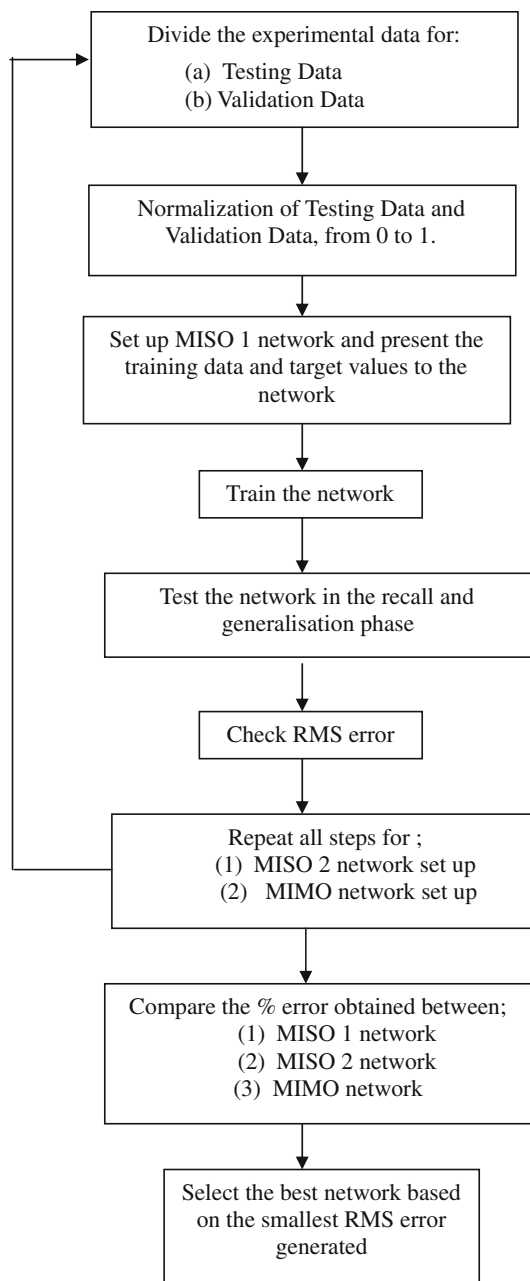 Divide the experimental data for:
(a) Testing Data
(b) Validation Data
Normalization of Testing Data and
Validation Data, from 0 to 1.
Set up MISO 1 network and present the
training data and target values to the
network
Train the network
Test the network in the recall and
generalisation phase
Check RMS error
Repeat all steps for ;
(1) MISO 2 network set up
(2) MIMO network set up
Compare the % error obtained between;
(1) MISO 1 network
(2) MISO 2 network
(3) MIMO network
Select the best network based
on the smallest RMS error
generated